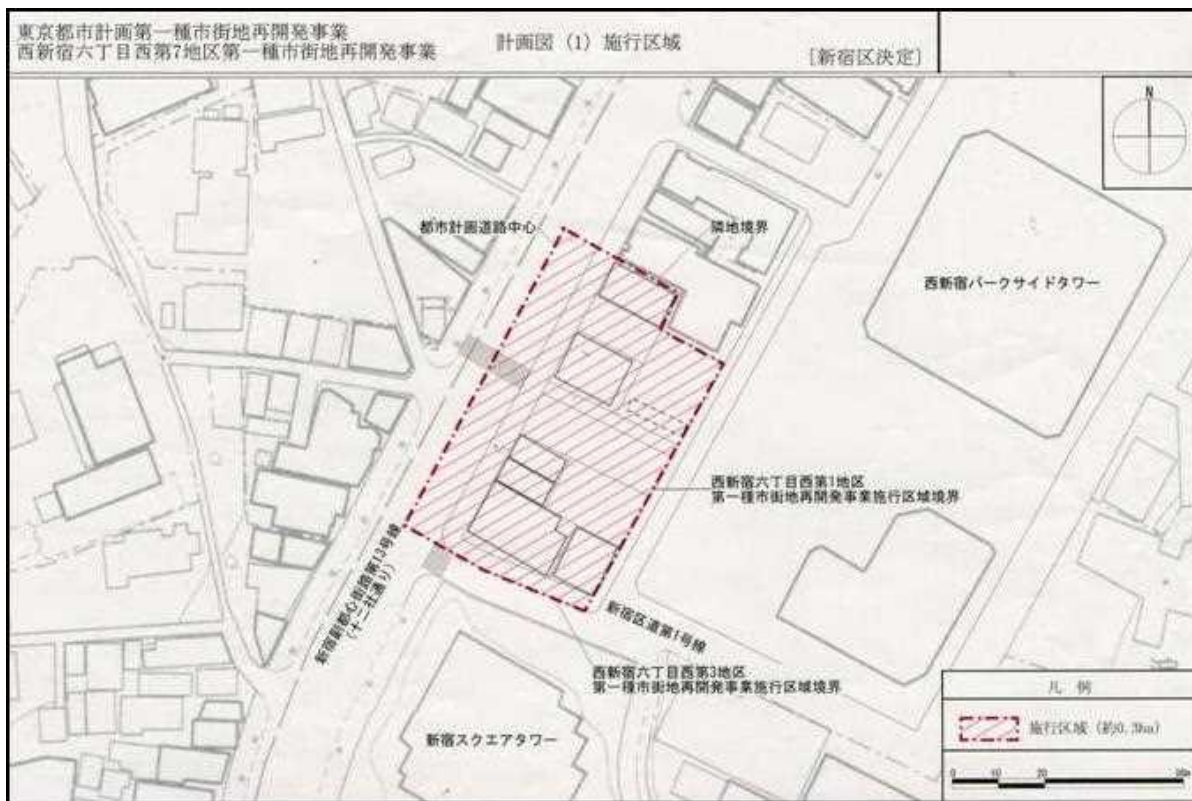 東京都市計画第一種市街地再開発事業
西新宿六丁目西第7地区第一種市街地再開発事業
計画図（1）施行区域
［新宿区決定］
N
都市計画道路中心
隣地境界
西新宿パークサイドタワー
西新宿六丁目西第1地区
第一種市街地再開発事業施行区域境界
新宿副都心街路第13号線
（十二社通り）
新宿区道第1号線
西新宿六丁目西第3地区
第一種市街地再開発事業施行区域境界
新宿スクエアタワー
凡 例
施行区域（約0.3ha）
0 10 20